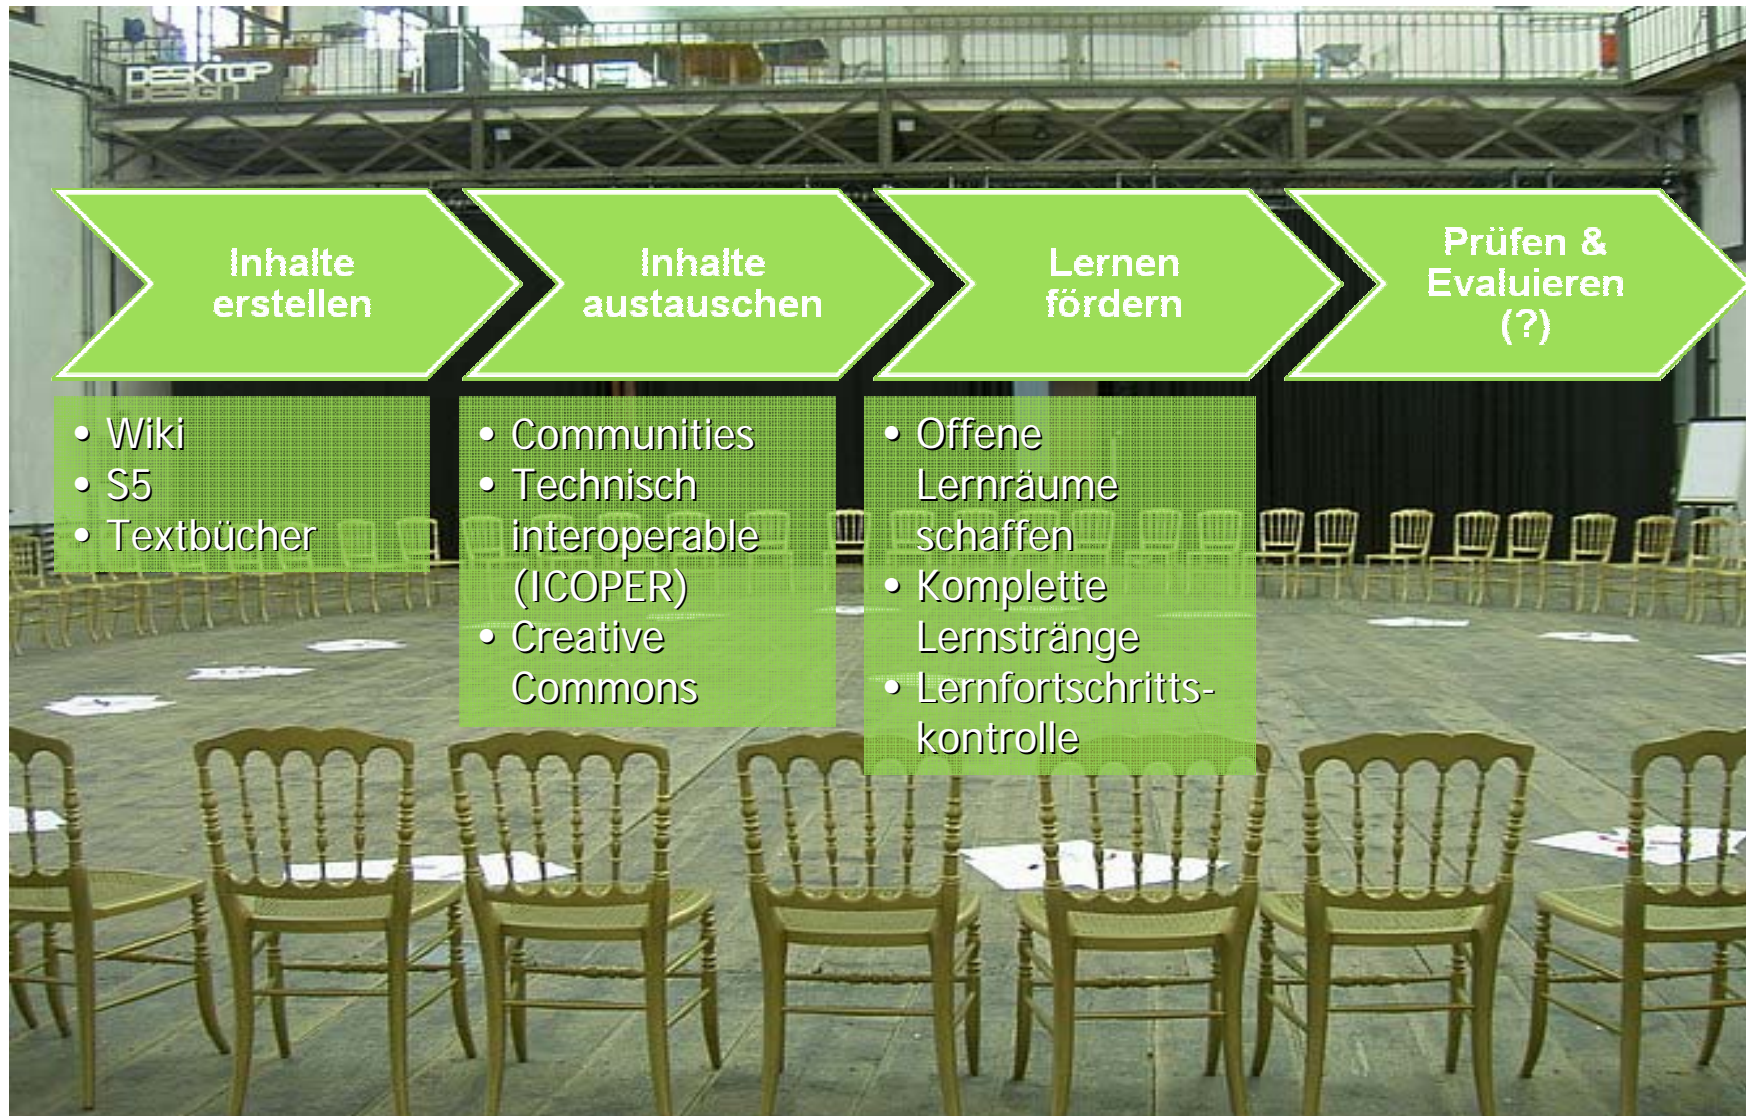 DESKTOP
DESIGN
Inhalte
erstellen
Inhalte
austauschen
Lernen
fördern
Prüfen &
Evaluieren
(?)
• Wiki
• S5
• Textbücher
• Communities
• Technisch
interoperable
(ICOPER)
• Creative
Commons
• Offene
Lernräume
schaffen
• Komplette
Lernstränge
• Lernfortschritts-
kontrolle